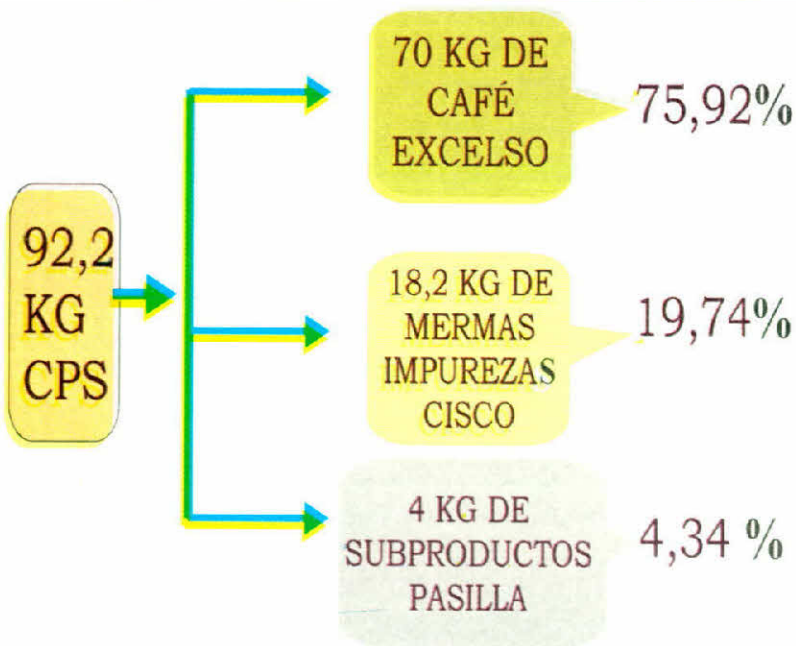 92,2
KG
CPS
70 KG DE
CAFÉ
EXCELSO
75,92%
18,2 KG DE
MERMAS
IMPUREZAS
CISCO
19,74%
4 KG DE
SUBPRODUCTOS
PASILLA
4,34 %